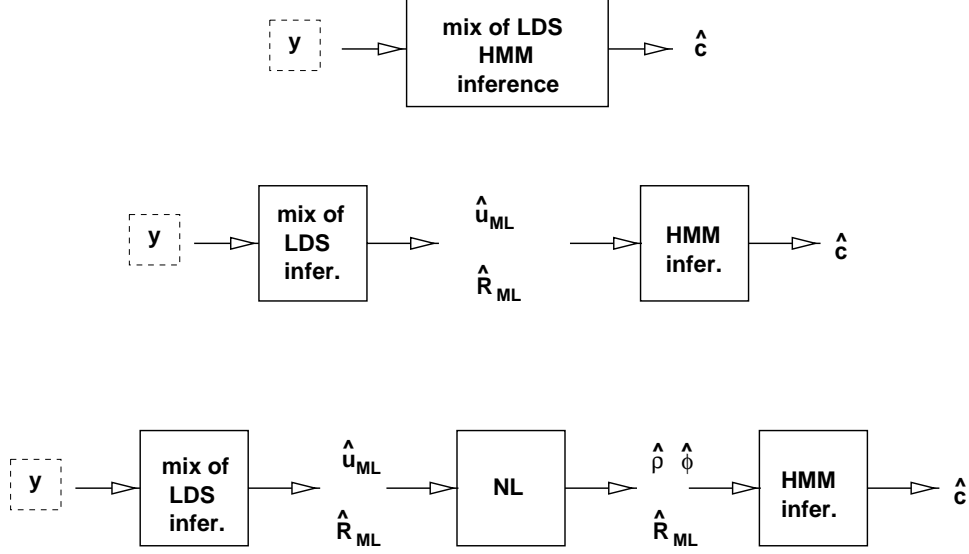 y
mix of LDS
HMM
inference
ĉ
y
mix of
LDS
infer.
û_ML
R̂_ML
HMM
infer.
ĉ
y
mix of
LDS
infer.
û_ML
R̂_ML
NL
ρ̂ ϕ̂
R̂_ML
HMM
infer.
ĉ